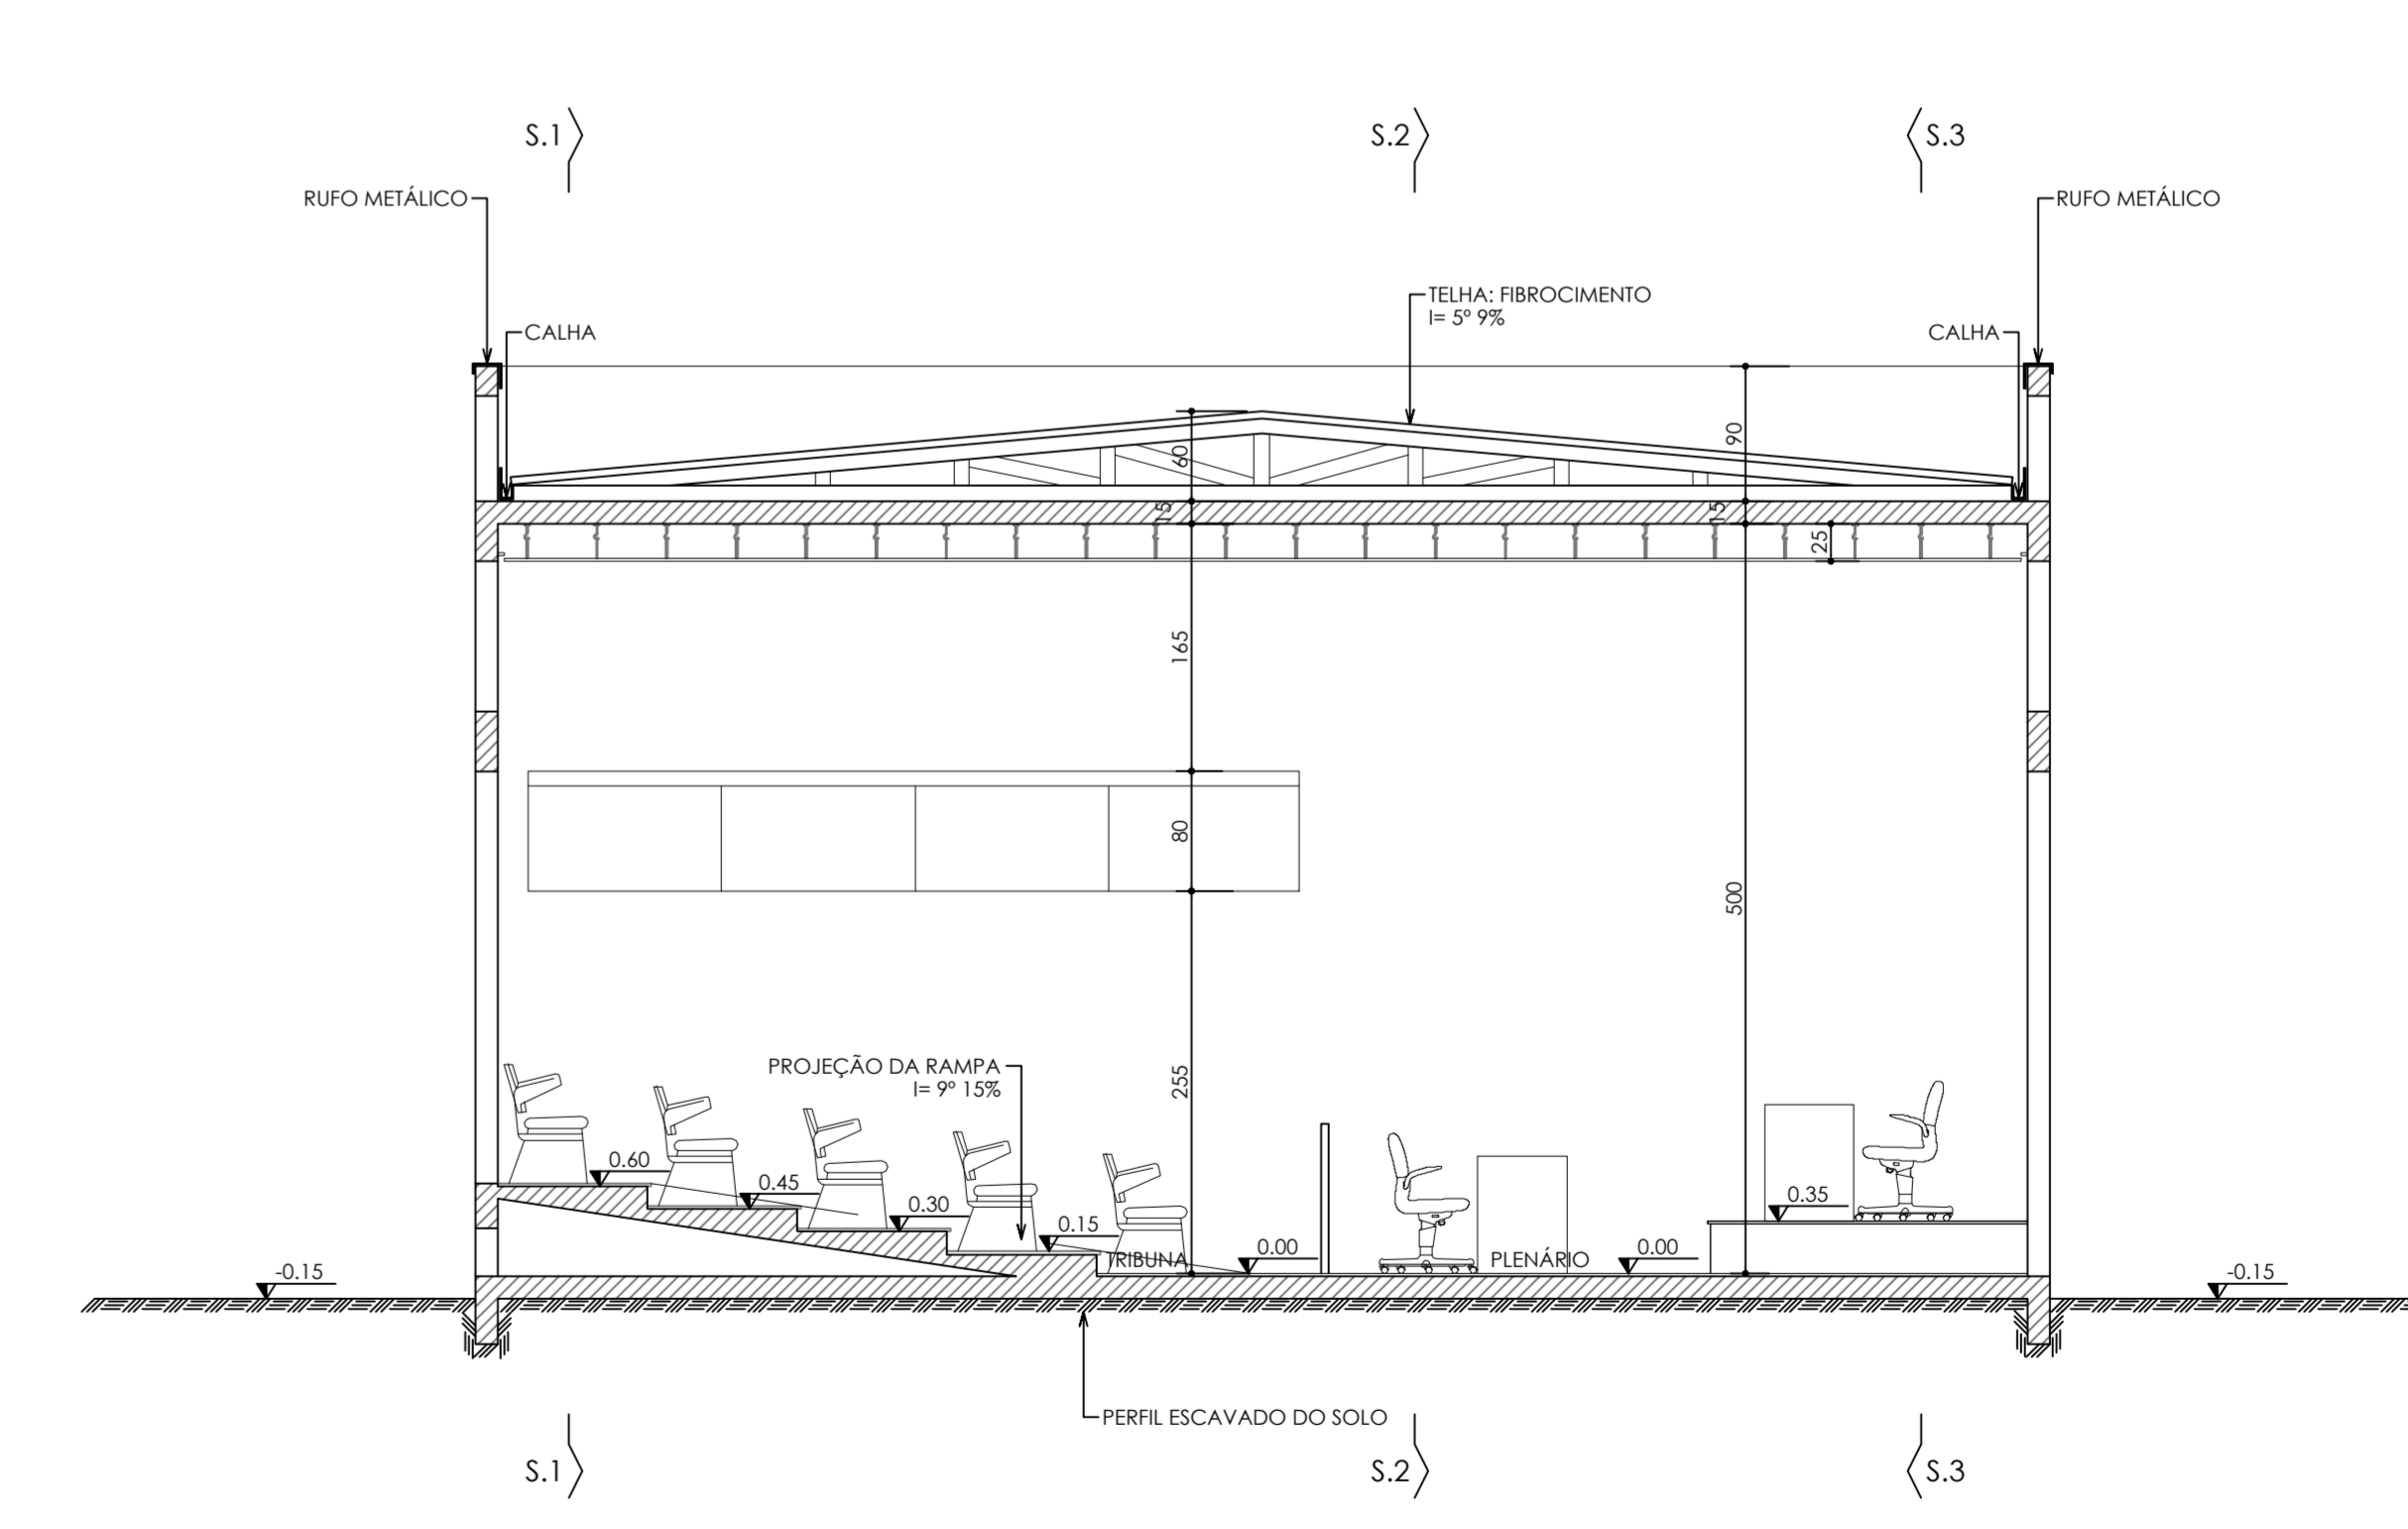 S.1
S.2
S.3
RUFO METÁLICO
RUFO METÁLICO
TELHA: FIBROCIMENTO
I= 5º 9%
CALHA
CALHA
60
90
15
15
25
165
80
500
255
PROJEÇÃO DA RAMPA
I= 9º 15%
0.60
0.45
0.30
0.15
0.35
TRIBUNA
0.00
PLENÁRIO
0.00
-0.15
-0.15
PERFIL ESCAVADO DO SOLO
S.1
S.2
S.3